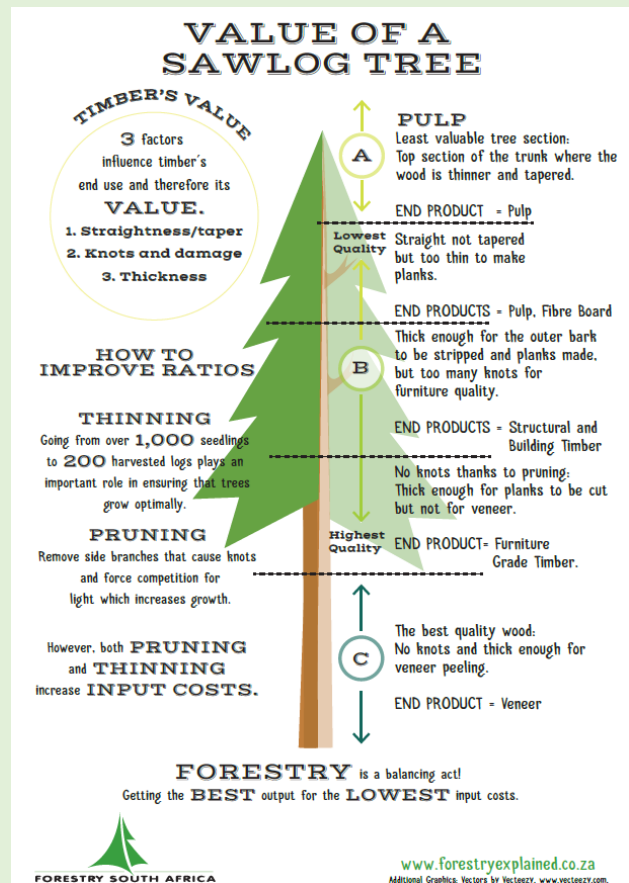 VALUE OF A
SAWLOG TREE
TIMBER'S VALUE
3 factors
influence timber's
end use and therefore its
VALUE.
1. Straightness/taper
2. Knots and damage
3. Thickness
HOW TO
IMPROVE RATIOS
THINNING
Going from over 1,000 seedlings
to 200 harvested logs plays an
important role in ensuring that trees
grow optimally.
PRUNING
Remove side branches that cause knots
and force competition for
light which increases growth.
However, both PRUNING
and THINNING
increase INPUT COSTS.
A
PULP
Least valuable tree section:
Top section of the trunk where the
wood is thinner and tapered.
END PRODUCT = Pulp
Lowest
Quality
Straight not tapered
but too thin to make
planks.
END PRODUCTS = Pulp, Fibre Board
B
Thick enough for the outer bark
to be stripped and planks made,
but too many knots for
furniture quality.
END PRODUCTS = Structural and
Building Timber
No knots thanks to pruning:
Thick enough for planks to be cut
but not for veneer.
Highest
Quality
END PRODUCT= Furniture
Grade Timber.
C
The best quality wood:
No knots and thick enough for
veneer peeling.
END PRODUCT = Veneer
FORESTRY is a balancing act!
Getting the BEST output for the LOWEST input costs.
FORESTRY SOUTH AFRICA
www.forestryexplained.co.za
Additional Graphics: Vectors by Vecteezy, www.vecteezy.com.